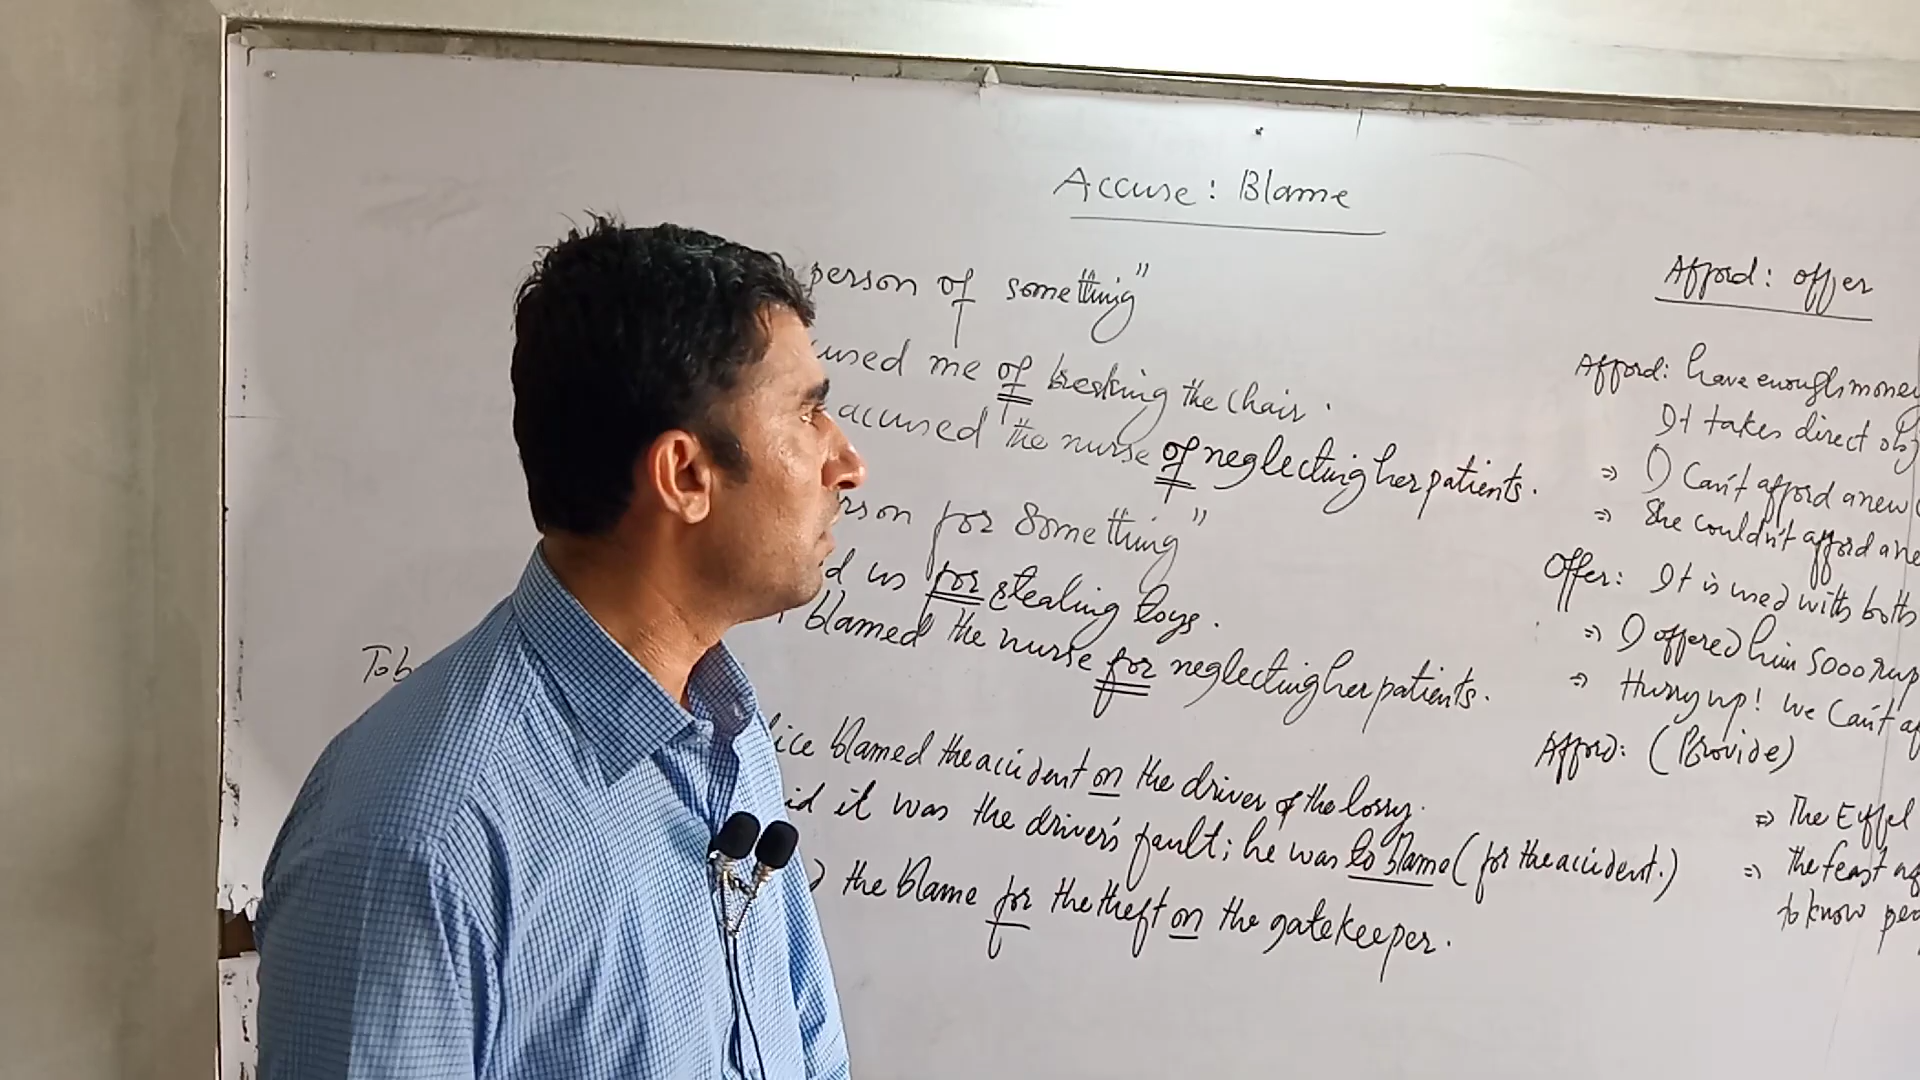 Accuse: Blame
person of something"
used me of breaking the chair.
accused the nurse of neglecting her patients.
rson for something"
d us for stealing toys.
blamed the nurse for neglecting her patients.
To b
ice blamed the accident on the driver of the lorry.
id it was the driver's fault; he was to blame (for the accident.)
the blame for the theft on the gatekeeper.
Afford: offer
Afford: have enough money
It takes direct obj
⇒ I can't afford a new
⇒ She couldn't afford a ne
Offer: It is used with both
⇒ I offered him 5000 rup
⇒ Hurry up! we can't af
Afford: (Provide)
⇒ The Eiffel
⇒ the feast af
to know peo